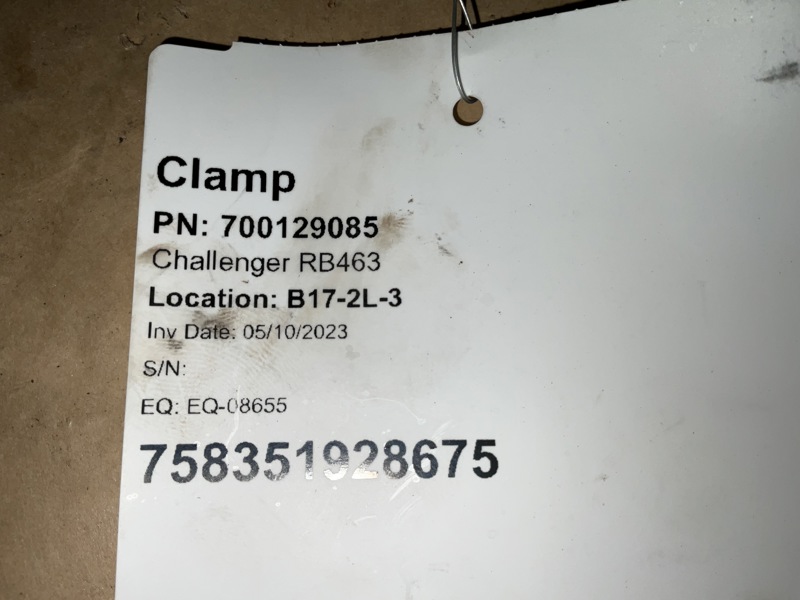 Clamp
PN: 700129085
Challenger RB463
Location: B17-2L-3
Inv Date: 05/10/2023
S/N:
EQ: EQ-08655
758351928675